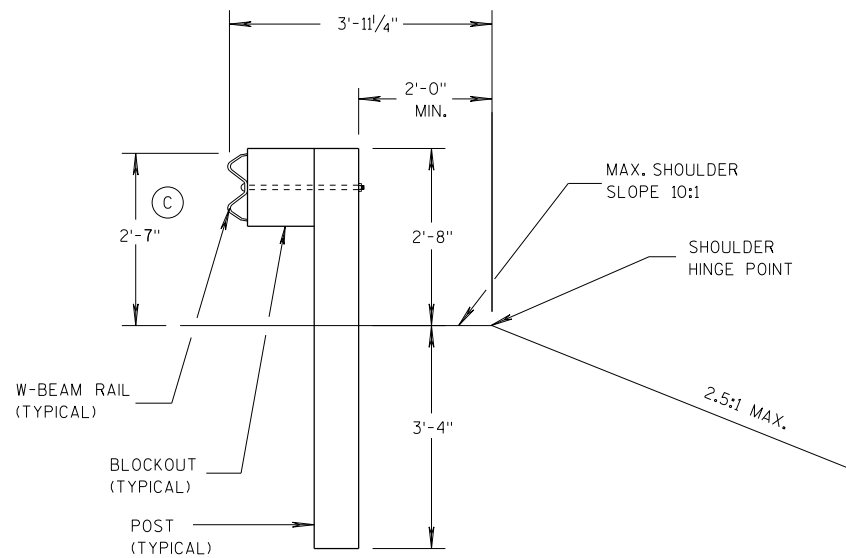 3'-11 1/4"
2'-0"
MIN.
MAX. SHOULDER
SLOPE 10:1
C
2'-7"
2'-8"
SHOULDER
HINGE POINT
W-BEAM RAIL
(TYPICAL)
2.5:1 MAX.
3'-4"
BLOCKOUT
(TYPICAL)
POST
(TYPICAL)